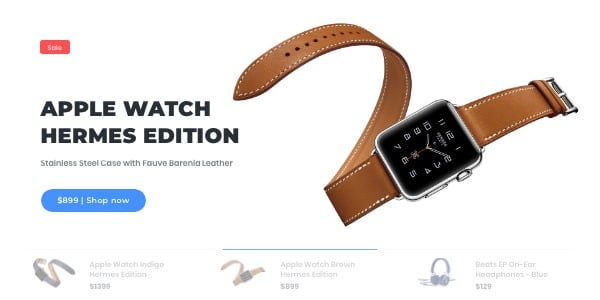 Sale
APPLE WATCH
HERMES EDITION
Stainless Steel Case with Fauve Barenia Leather
$899 | Shop now
Apple Watch Indigo
Hermes Edition
$1399
Apple Watch Brown
Hermes Edition
$899
Beats EP On-Ear
Headphones - Blue
$129